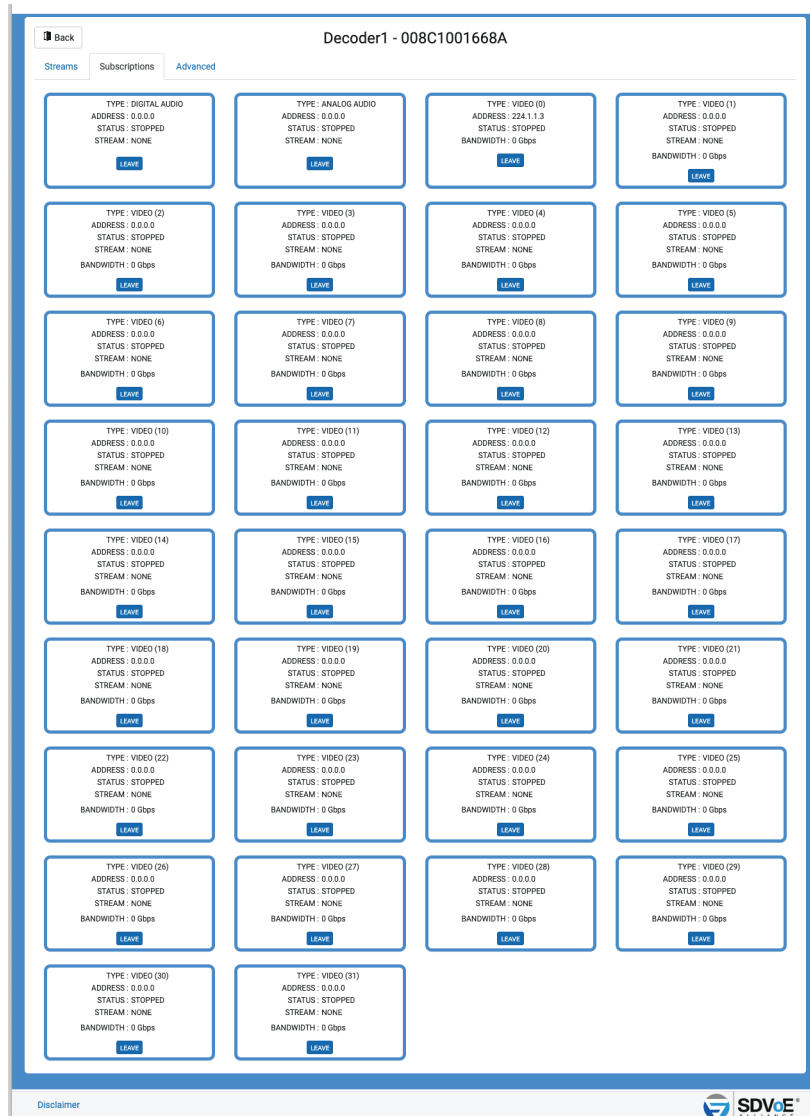 Back
Decoder1 - 008C1001668A
Streams
Subscriptions
Advanced
TYPE : DIGITAL AUDIO
ADDRESS : 0.0.0.0
STATUS : STOPPED
STREAM : NONE
LEAVE
TYPE : ANALOG AUDIO
ADDRESS : 0.0.0.0
STATUS : STOPPED
STREAM : NONE
LEAVE
TYPE : VIDEO (0)
ADDRESS : 224.1.1.3
STATUS : STOPPED
BANDWIDTH : 0 Gbps
LEAVE
TYPE : VIDEO (1)
ADDRESS : 0.0.0.0
STATUS : STOPPED
STREAM : NONE
BANDWIDTH : 0 Gbps
LEAVE
TYPE : VIDEO (2)
ADDRESS : 0.0.0.0
STATUS : STOPPED
STREAM : NONE
BANDWIDTH : 0 Gbps
LEAVE
TYPE : VIDEO (3)
ADDRESS : 0.0.0.0
STATUS : STOPPED
STREAM : NONE
BANDWIDTH : 0 Gbps
LEAVE
TYPE : VIDEO (4)
ADDRESS : 0.0.0.0
STATUS : STOPPED
STREAM : NONE
BANDWIDTH : 0 Gbps
LEAVE
TYPE : VIDEO (5)
ADDRESS : 0.0.0.0
STATUS : STOPPED
STREAM : NONE
BANDWIDTH : 0 Gbps
LEAVE
TYPE : VIDEO (6)
ADDRESS : 0.0.0.0
STATUS : STOPPED
STREAM : NONE
BANDWIDTH : 0 Gbps
LEAVE
TYPE : VIDEO (7)
ADDRESS : 0.0.0.0
STATUS : STOPPED
STREAM : NONE
BANDWIDTH : 0 Gbps
LEAVE
TYPE : VIDEO (8)
ADDRESS : 0.0.0.0
STATUS : STOPPED
STREAM : NONE
BANDWIDTH : 0 Gbps
LEAVE
TYPE : VIDEO (9)
ADDRESS : 0.0.0.0
STATUS : STOPPED
STREAM : NONE
BANDWIDTH : 0 Gbps
LEAVE
TYPE : VIDEO (10)
ADDRESS : 0.0.0.0
STATUS : STOPPED
STREAM : NONE
BANDWIDTH : 0 Gbps
LEAVE
TYPE : VIDEO (11)
ADDRESS : 0.0.0.0
STATUS : STOPPED
STREAM : NONE
BANDWIDTH : 0 Gbps
LEAVE
TYPE : VIDEO (12)
ADDRESS : 0.0.0.0
STATUS : STOPPED
STREAM : NONE
BANDWIDTH : 0 Gbps
LEAVE
TYPE : VIDEO (13)
ADDRESS : 0.0.0.0
STATUS : STOPPED
STREAM : NONE
BANDWIDTH : 0 Gbps
LEAVE
TYPE : VIDEO (14)
ADDRESS : 0.0.0.0
STATUS : STOPPED
STREAM : NONE
BANDWIDTH : 0 Gbps
LEAVE
TYPE : VIDEO (15)
ADDRESS : 0.0.0.0
STATUS : STOPPED
STREAM : NONE
BANDWIDTH : 0 Gbps
LEAVE
TYPE : VIDEO (16)
ADDRESS : 0.0.0.0
STATUS : STOPPED
STREAM : NONE
BANDWIDTH : 0 Gbps
LEAVE
TYPE : VIDEO (17)
ADDRESS : 0.0.0.0
STATUS : STOPPED
STREAM : NONE
BANDWIDTH : 0 Gbps
LEAVE
TYPE : VIDEO (18)
ADDRESS : 0.0.0.0
STATUS : STOPPED
STREAM : NONE
BANDWIDTH : 0 Gbps
LEAVE
TYPE : VIDEO (19)
ADDRESS : 0.0.0.0
STATUS : STOPPED
STREAM : NONE
BANDWIDTH : 0 Gbps
LEAVE
TYPE : VIDEO (20)
ADDRESS : 0.0.0.0
STATUS : STOPPED
STREAM : NONE
BANDWIDTH : 0 Gbps
LEAVE
TYPE : VIDEO (21)
ADDRESS : 0.0.0.0
STATUS : STOPPED
STREAM : NONE
BANDWIDTH : 0 Gbps
LEAVE
TYPE : VIDEO (22)
ADDRESS : 0.0.0.0
STATUS : STOPPED
STREAM : NONE
BANDWIDTH : 0 Gbps
LEAVE
TYPE : VIDEO (23)
ADDRESS : 0.0.0.0
STATUS : STOPPED
STREAM : NONE
BANDWIDTH : 0 Gbps
LEAVE
TYPE : VIDEO (24)
ADDRESS : 0.0.0.0
STATUS : STOPPED
STREAM : NONE
BANDWIDTH : 0 Gbps
LEAVE
TYPE : VIDEO (25)
ADDRESS : 0.0.0.0
STATUS : STOPPED
STREAM : NONE
BANDWIDTH : 0 Gbps
LEAVE
TYPE : VIDEO (26)
ADDRESS : 0.0.0.0
STATUS : STOPPED
STREAM : NONE
BANDWIDTH : 0 Gbps
LEAVE
TYPE : VIDEO (27)
ADDRESS : 0.0.0.0
STATUS : STOPPED
STREAM : NONE
BANDWIDTH : 0 Gbps
LEAVE
TYPE : VIDEO (28)
ADDRESS : 0.0.0.0
STATUS : STOPPED
STREAM : NONE
BANDWIDTH : 0 Gbps
LEAVE
TYPE : VIDEO (29)
ADDRESS : 0.0.0.0
STATUS : STOPPED
STREAM : NONE
BANDWIDTH : 0 Gbps
LEAVE
TYPE : VIDEO (30)
ADDRESS : 0.0.0.0
STATUS : STOPPED
STREAM : NONE
BANDWIDTH : 0 Gbps
LEAVE
TYPE : VIDEO (31)
ADDRESS : 0.0.0.0
STATUS : STOPPED
STREAM : NONE
BANDWIDTH : 0 Gbps
LEAVE
Disclaimer
SDVoE
ALLIANCE